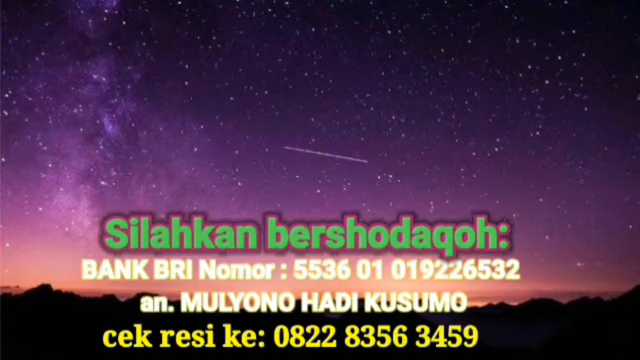 Silahkan bershodaqoh:
BANK BRI Nomor : 5536 01 019226532
an. MULYONO HADI KUSUMO
cek resi ke: 0822 8356 3459